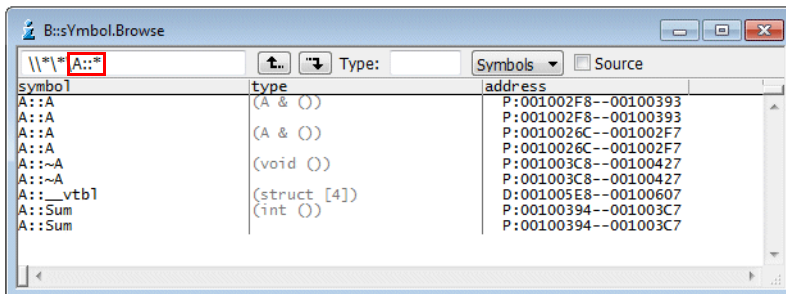 B::sYmbol.Browse
\\*\*\A::* t.. Type: Symbols Source
symbol type address
A::A (A & ()) P:001002F8--00100393
A::A P:001002F8--00100393
A::A (A & ()) P:0010026C--001002F7
A::A P:0010026C--001002F7
A::~A (void ()) P:001003C8--00100427
A::~A P:001003C8--00100427
A::__vtbl (struct [4]) D:001005E8--00100607
A::Sum (int ()) P:00100394--001003C7
A::Sum P:00100394--001003C7